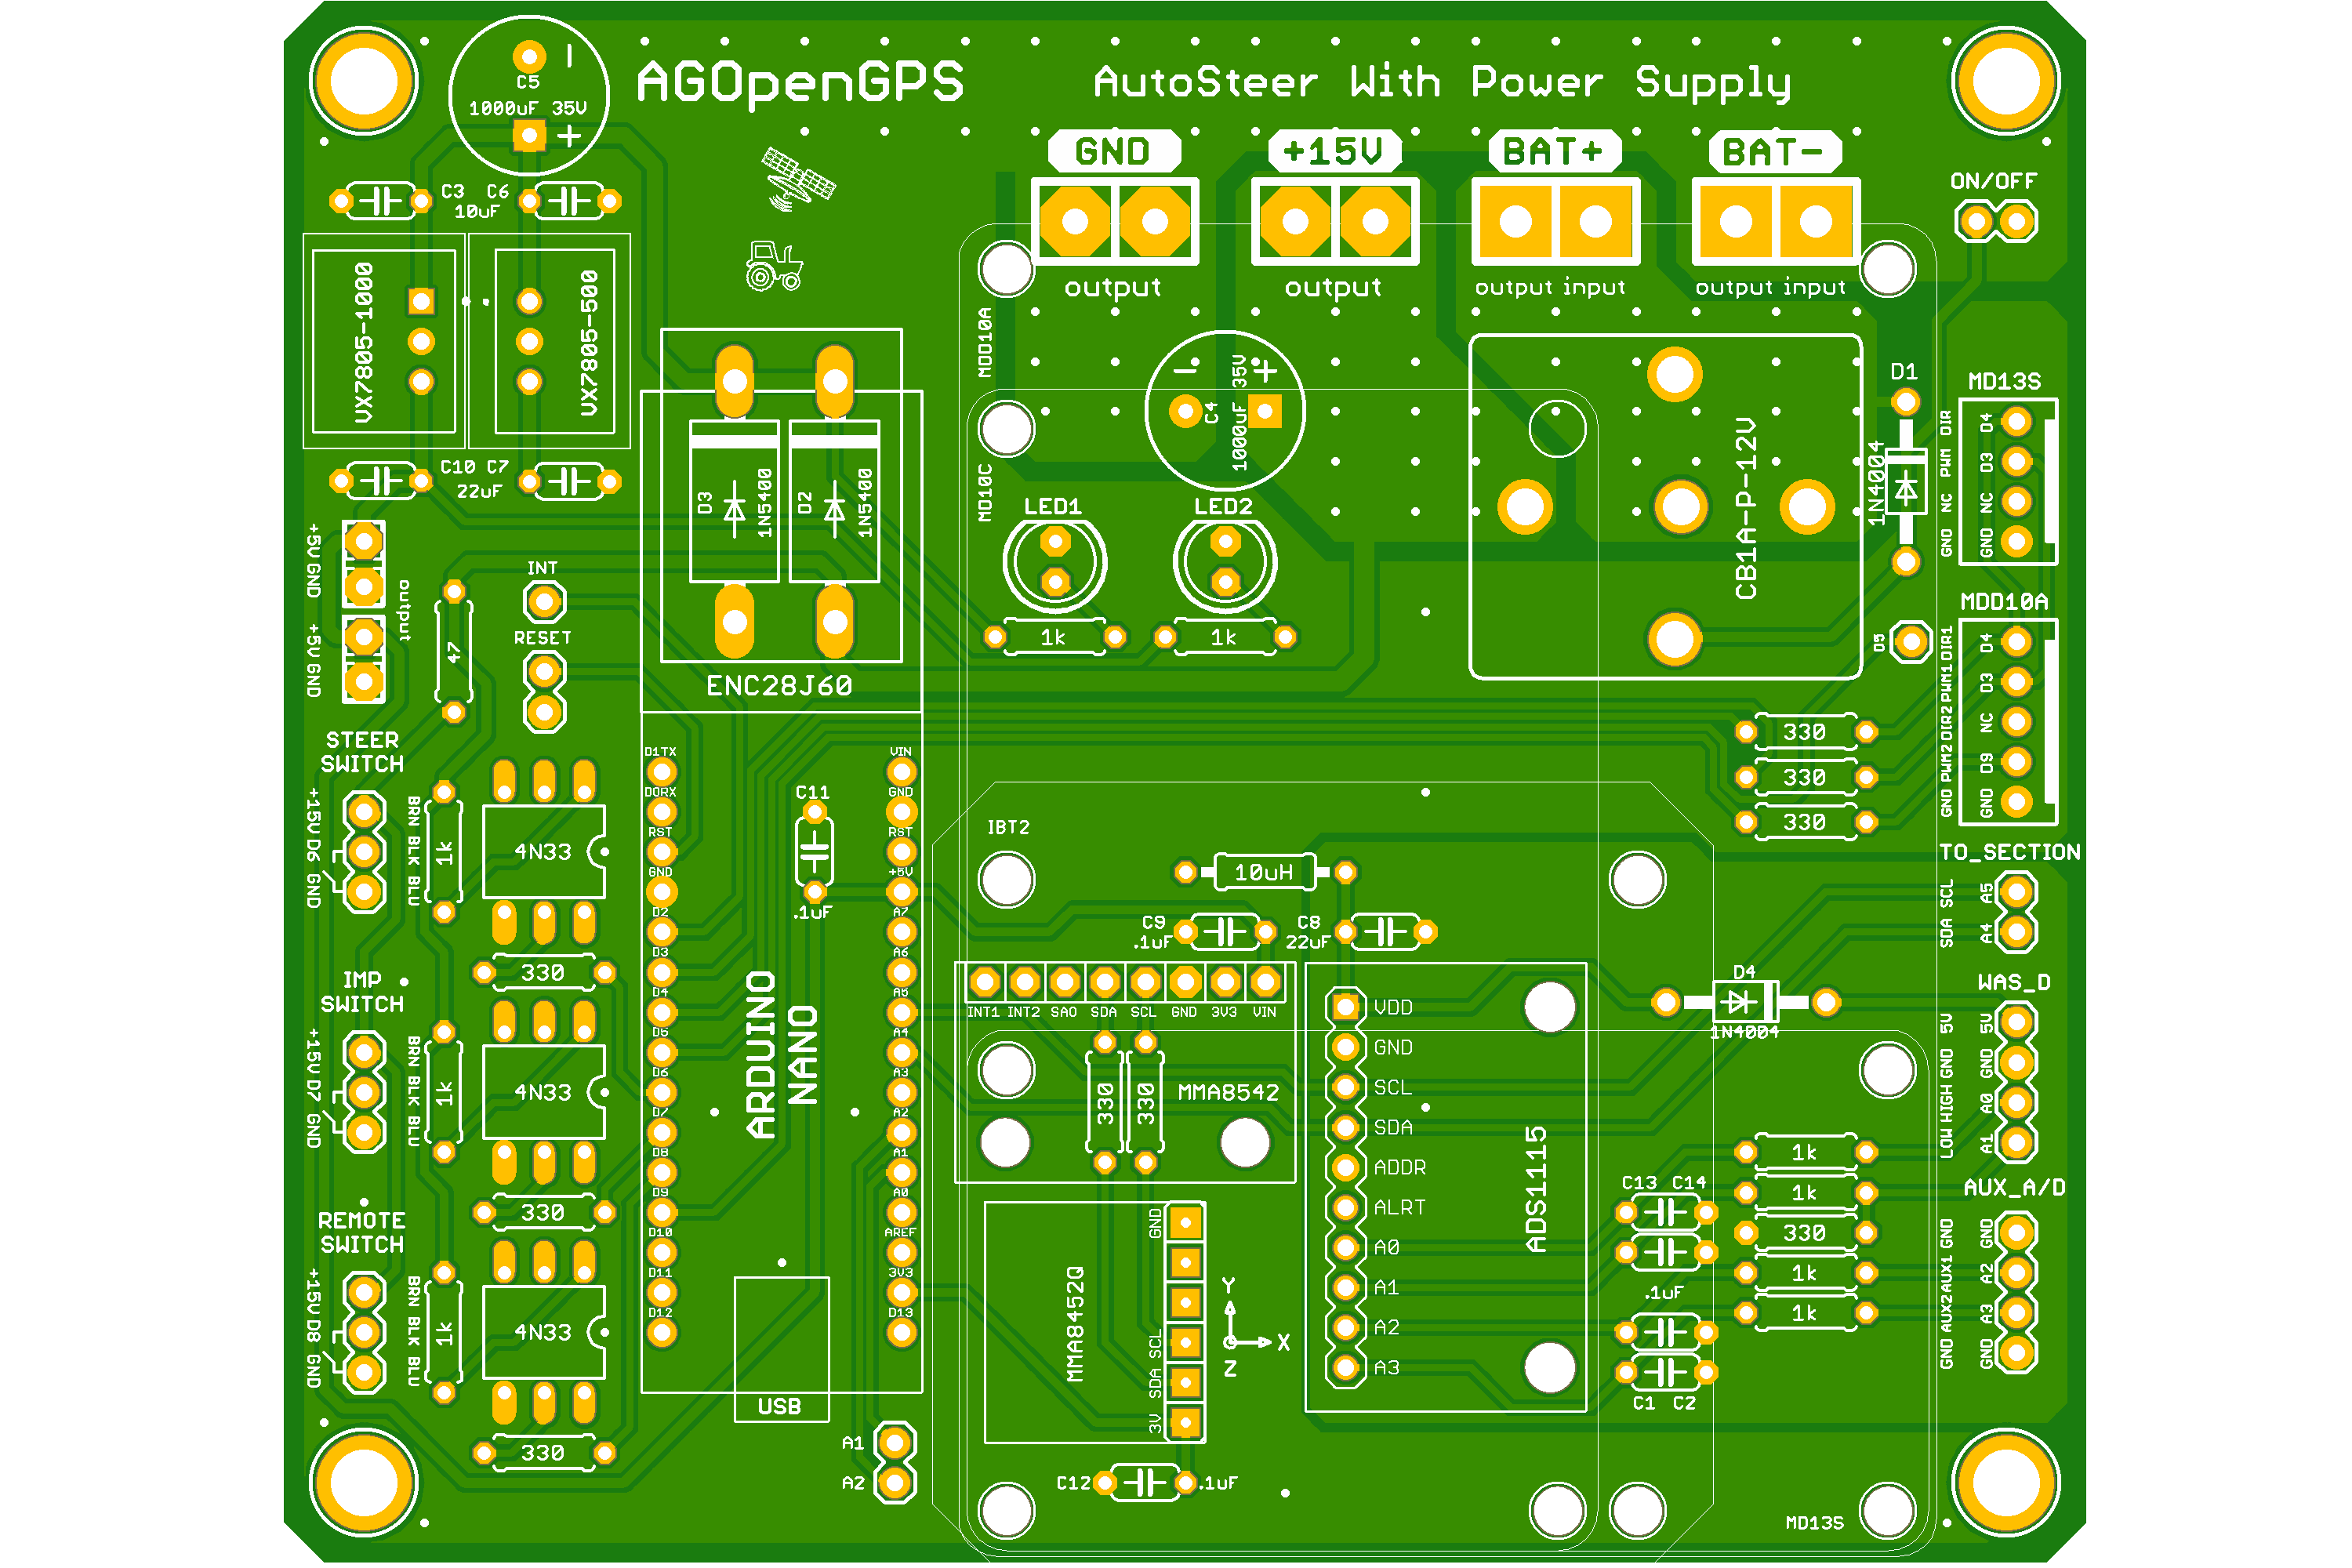 AGOpenGPS
AutoSteer With Power Supply
C5
1000uF 35V
GND
+15V
BAT+
BAT-
output
output
output input
output input
ON/OFF
C3 C6
10uF
VX7805-1000
VX7805-500
C10 C7
22uF
MDD10A
MD10C
C4
1000uF 35V
LED1
LED2
1k
1k
CB1A-P-12V
D1
1N4004
MD13S
DIR D4
PWM D3
NC NC
GND GND
D3
1N5400
D2
1N5400
ENC28J60
+5V GND
output
+5V GND
47
INT
RESET
MDD10A
D5
DIR1 D4
PWM1 D3
DIR2 NC
PWM2 D9
GND GND
330
330
330
STEER
SWITCH
+15V D6 GND
BRN BLK BLU
1k
4N33
330
IMP
SWITCH
+15V D7 GND
BRN BLK BLU
1k
4N33
330
REMOTE
SWITCH
+15V D8 GND
BRN BLK BLU
1k
4N33
330
D1TX
DORX
RST
GND
D2
D3
D4
D5
D6
D7
D8
D9
D10
D11
D12
VIN
GND
RST
+5V
A7
A6
A5
A4
A3
A2
A1
A0
AREF
3V3
D13
C11
.1uF
ARDUINO
NANO
USB
A1
A2
IBT2
10uH
C9
.1uF
C8
22uF
INT1 INT2 SAO SDA SCL GND 3V3 VIN
330
330
MMA8542
GND
SCL
SDA
3V
MMA8452Q
Y
X
Z
C12
.1uF
VDD
GND
SCL
SDA
ADDR
ALRT
A0
A1
A2
A3
ADS1115
D4
1N4004
TO_SECTION
SCL A5
SDA A4
WAS_D
5V 5V
GND GND
HIGH A0
LOW A1
C13 C14
.1uF
C1 C2
1k
1k
330
1k
1k
AUX_A/D
GND GND
AUX1 A2
AUX2 A3
GND GND
MD13S